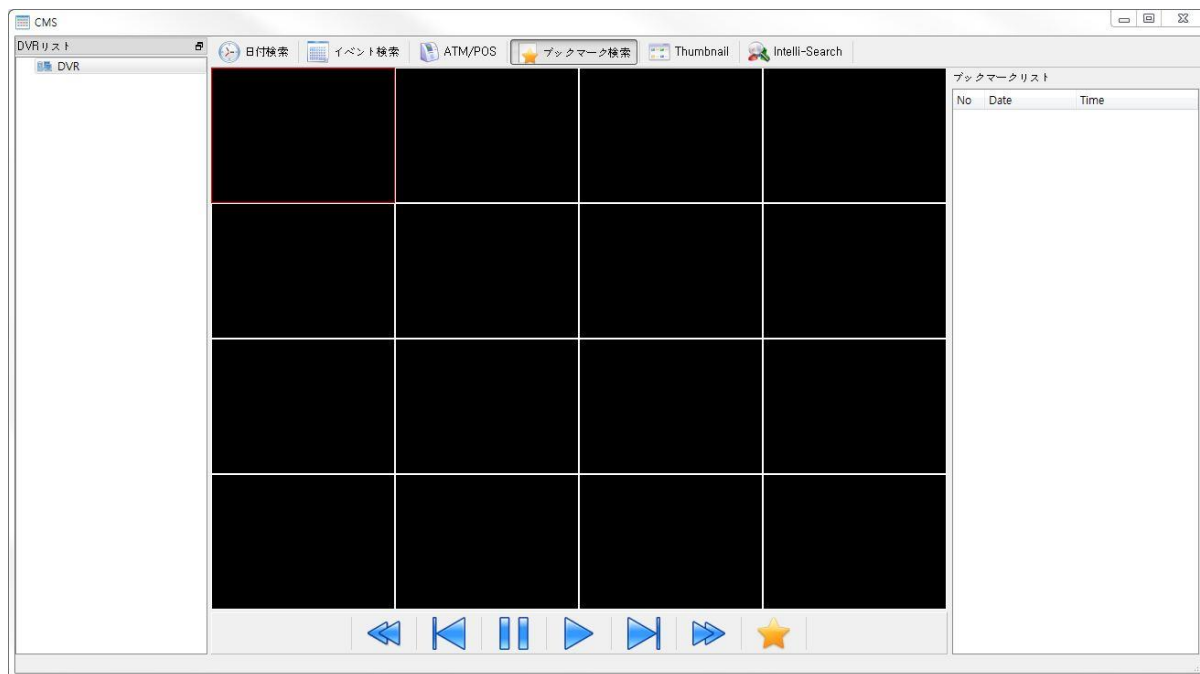 CMS
DVRリスト
DVR
日付検索 イベント検索 ATM/POS ブックマーク検索 Thumbnail Intelli-Search
ブックマークリスト
No Date Time